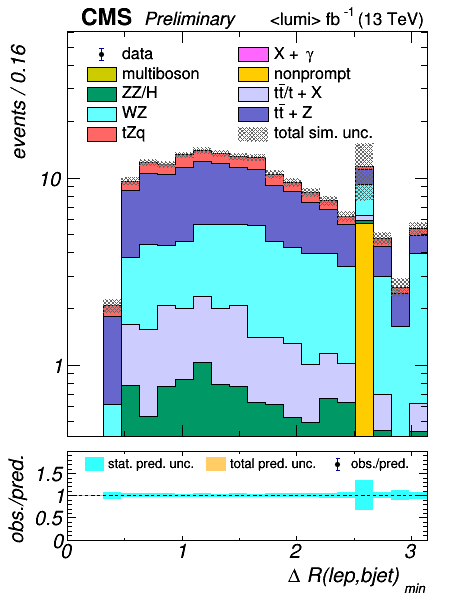 CMS Preliminary <lumi> fb⁻¹ (13 TeV)
events / 0.16
data
X + γ
multiboson
nonprompt
ZZ/H
tt̄/t + X
WZ
tt̄ + Z
tZq
total sim. unc.
10
1
obs./pred.
stat. pred. unc.
total pred. unc.
obs./pred.
1.5
1
0.5
0
0 1 2 3
Δ R(lep,bjet)min